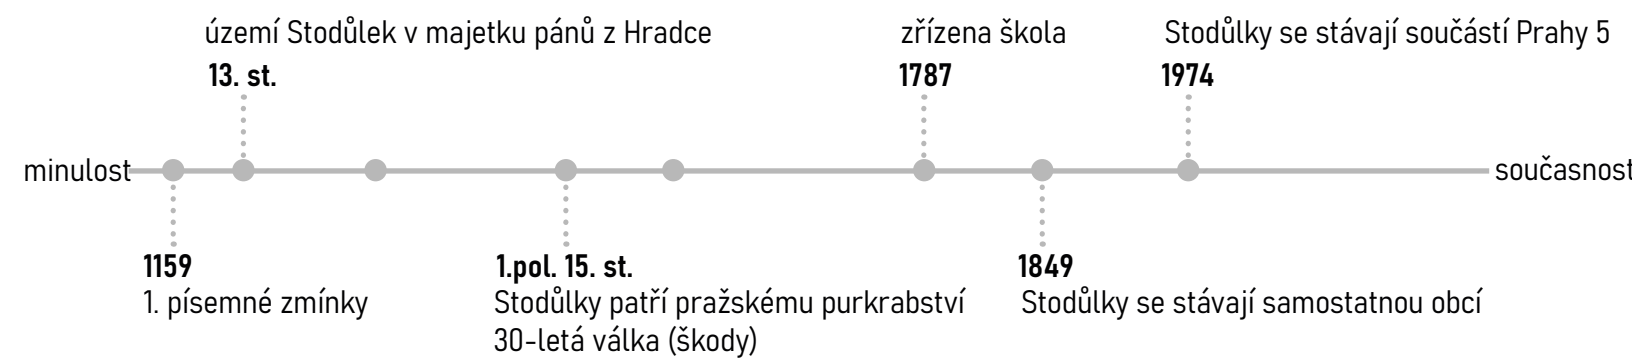 území Stodůlek v majetku pánů z Hradce
13. st.
zřízena škola
1787
Stodůlky se stávají součástí Prahy 5
1974
minulost
současnost
1159
1. písemné zmínky
1.pol. 15. st.
Stodůlky patří pražskému purkrabství
30-letá válka (škody)
1849
Stodůlky se stávají samostatnou obcí